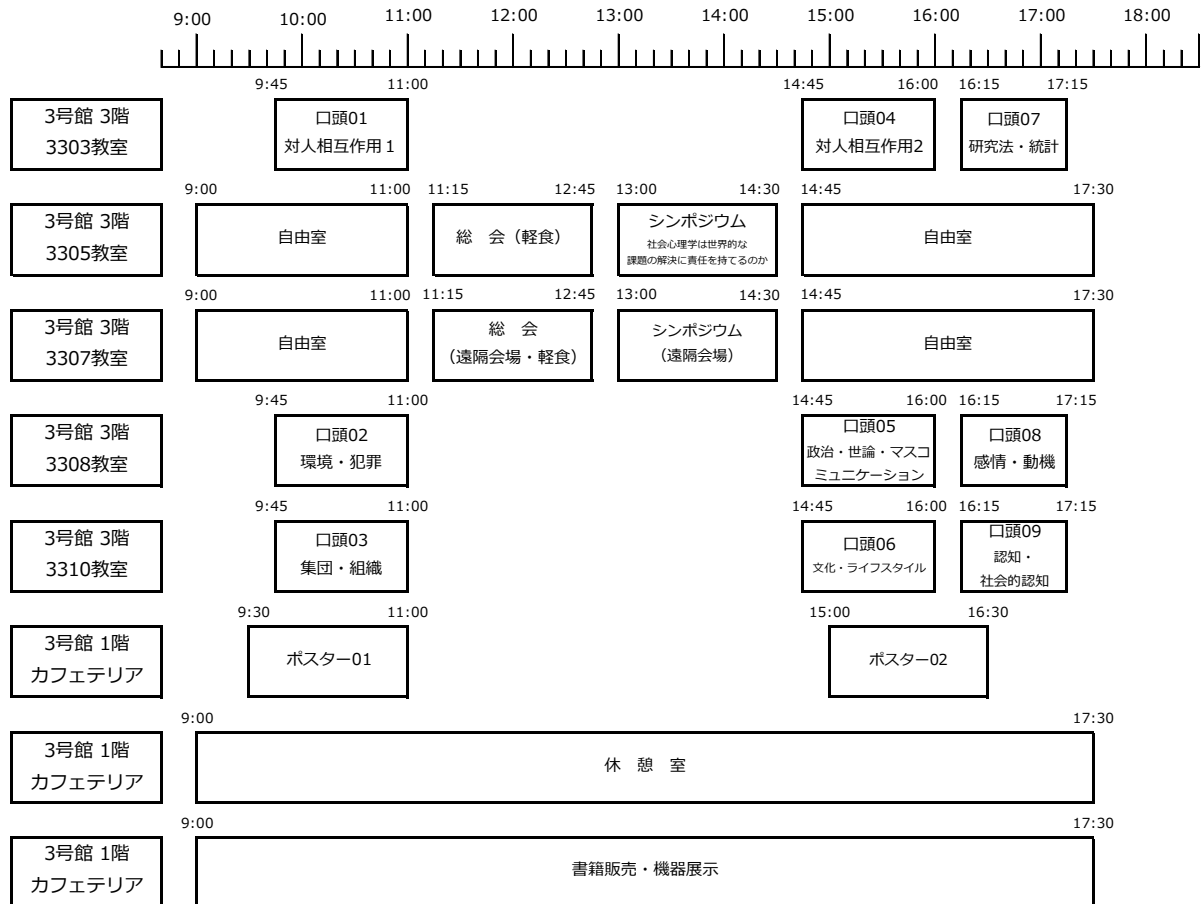 9:00 10:00 11:00 12:00 13:00 14:00 15:00 16:00 17:00 18:00
9:45 11:00 14:45 16:00 16:15 17:15
3号館 3階
3303教室
口頭01
対人相互作用１
口頭04
対人相互作用2
口頭07
研究法・統計
9:00 11:00 11:15 12:45 13:00 14:30 14:45 17:30
3号館 3階
3305教室
自由室
総　会（軽食）
シンポジウム
社会心理学は世界的な
課題の解決に責任を持てるのか
自由室
9:00 11:00 11:15 12:45 13:00 14:30 14:45 17:30
3号館 3階
3307教室
自由室
総　会
（遠隔会場・軽食）
シンポジウム
（遠隔会場）
自由室
9:45 11:00 14:45 16:00 16:15 17:15
3号館 3階
3308教室
口頭02
環境・犯罪
口頭05
政治・世論・マスコ
ミュニケーション
口頭08
感情・動機
9:45 11:00 14:45 16:00 16:15 17:15
3号館 3階
3310教室
口頭03
集団・組織
口頭06
文化・ライフスタイル
口頭09
認知・
社会的認知
9:30 11:00 15:00 16:30
3号館 1階
カフェテリア
ポスター01
ポスター02
9:00 17:30
3号館 1階
カフェテリア
休　憩　室
9:00 17:30
3号館 1階
カフェテリア
書籍販売・機器展示